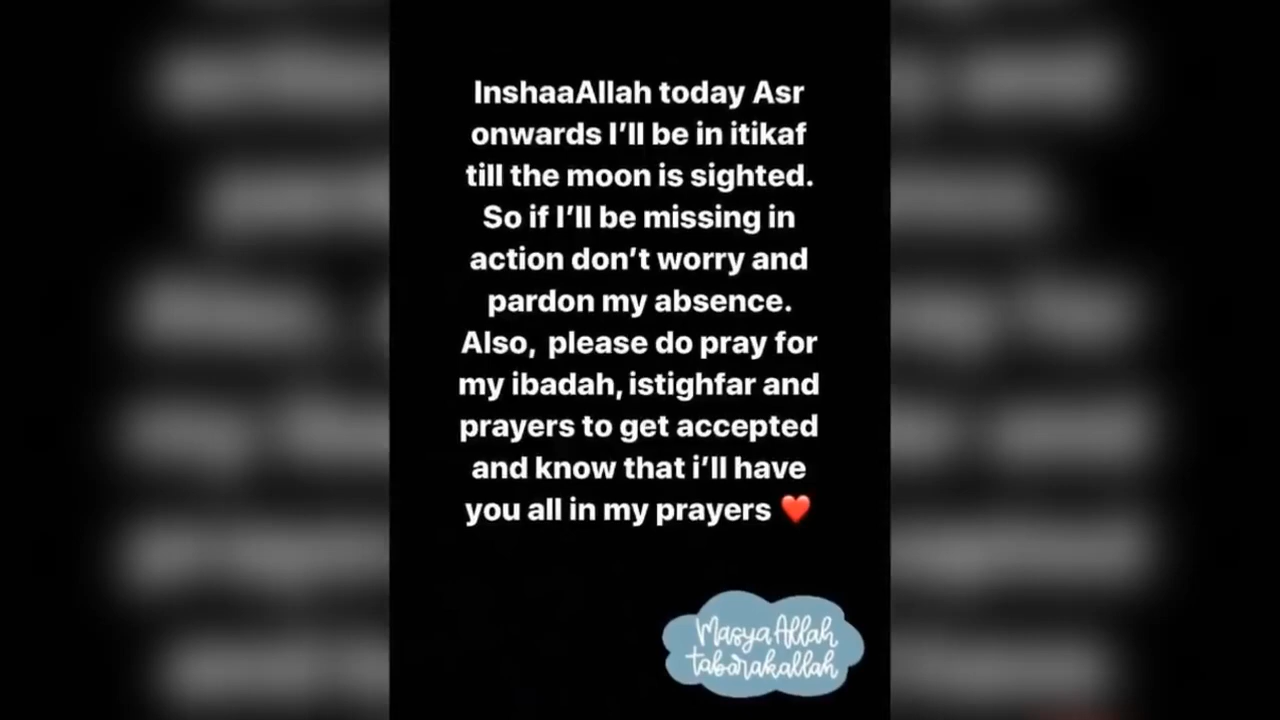 InshaaAllah today Asr
onwards I’ll be in itikaf
till the moon is sighted.
So if I’ll be missing in
action don’t worry and
pardon my absence.
Also, please do pray for
my ibadah, istighfar and
prayers to get accepted
and know that i’ll have
you all in my prayers ❤️
Masya Allah
tabarakallah